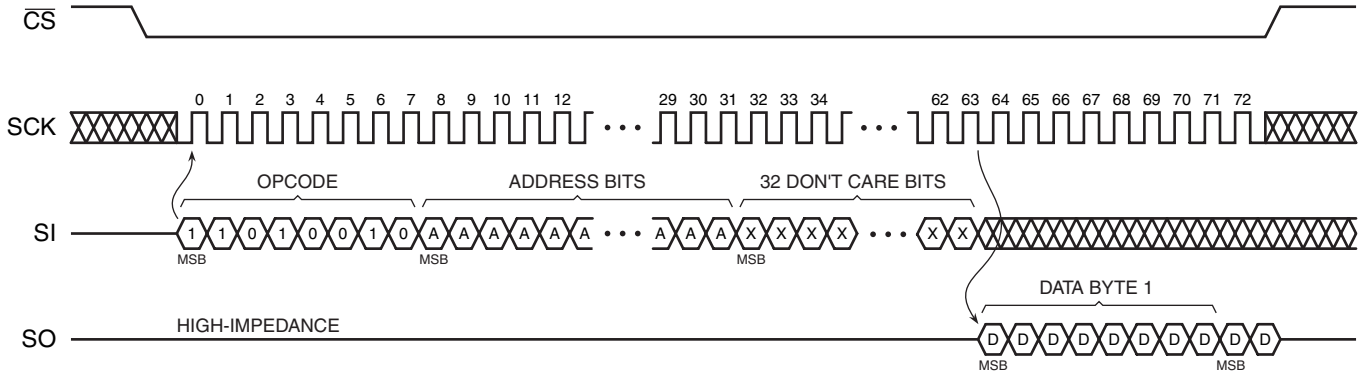 CS
SCK
0 1 2 3 4 5 6 7 8 9 10 11 12 29 30 31 32 33 34 62 63 64 65 66 67 68 69 70 71 72
OPCODE ADDRESS BITS 32 DON'T CARE BITS
SI
1 1 0 1 0 0 1 0 A A A A A A A A A X X X X X X
MSB MSB MSB
DATA BYTE 1
HIGH-IMPEDANCE
SO
D D D D D D D D D D
MSB MSB